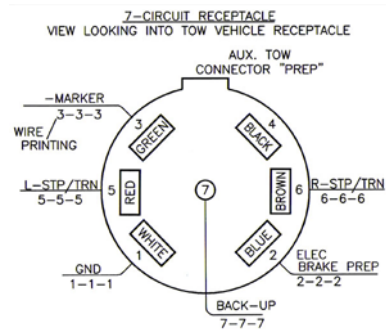 7-CIRCUIT RECEPTACLE
VIEW LOOKING INTO TOW VEHICLE RECEPTACLE
AUX. TOW
CONNECTOR "PREP"
-MARKER
3-3-3
WIRE
PRINTING
3
GREEN
4
BLACK
L-STP/TRN
5-5-5
5
RED
7
BROWN
6
R-STP/TRN
6-6-6
WHITE
1
BLUE
2
GND
1-1-1
ELEC
BRAKE PREP
2-2-2
BACK-UP
7-7-7